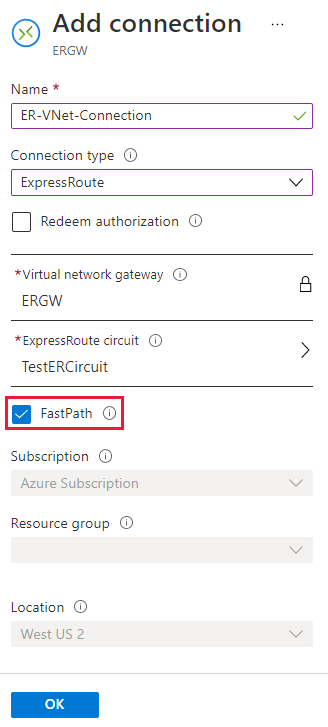 Add connection ...
ERGW
Name *
ER-VNet-Connection
Connection type
ExpressRoute
Redeem authorization
*Virtual network gateway
ERGW
*ExpressRoute circuit
TestERCircuit
FastPath
Subscription
Azure Subscription
Resource group
Location
West US 2
OK